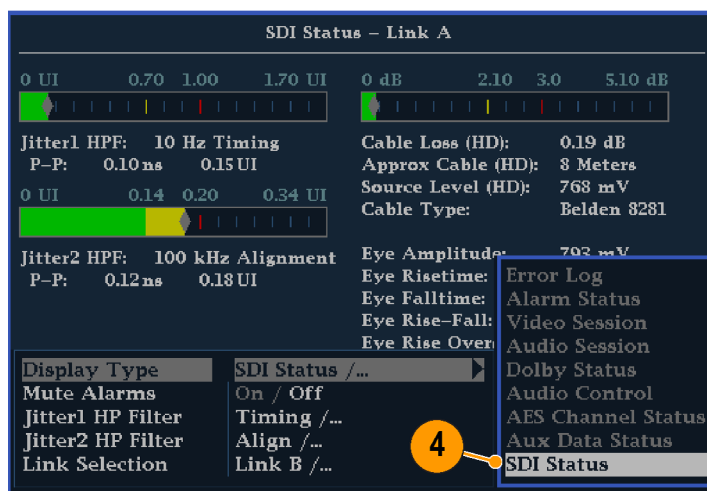 SDI Status – Link A
0 UI 0.70 1.00 1.70 UI
Jitter1 HPF: 10 Hz Timing
P–P: 0.10 ns 0.15 UI
0 UI 0.14 0.20 0.34 UI
Jitter2 HPF: 100 kHz Alignment
P–P: 0.12 ns 0.18 UI
0 dB 2.10 3.0 5.10 dB
Cable Loss (HD): 0.19 dB
Approx Cable (HD): 8 Meters
Source Level (HD): 768 mV
Cable Type: Belden 8281
Eye Amplitude: 793 mV
Eye Risetime:
Eye Falltime:
Eye Rise–Fall:
Eye Rise Over
Display Type SDI Status /...
Mute Alarms On / Off
Jitter1 HP Filter Timing /...
Jitter2 HP Filter Align /...
Link Selection Link B /...
Error Log
Alarm Status
Video Session
Audio Session
Dolby Status
Audio Control
AES Channel Status
Aux Data Status
SDI Status
4